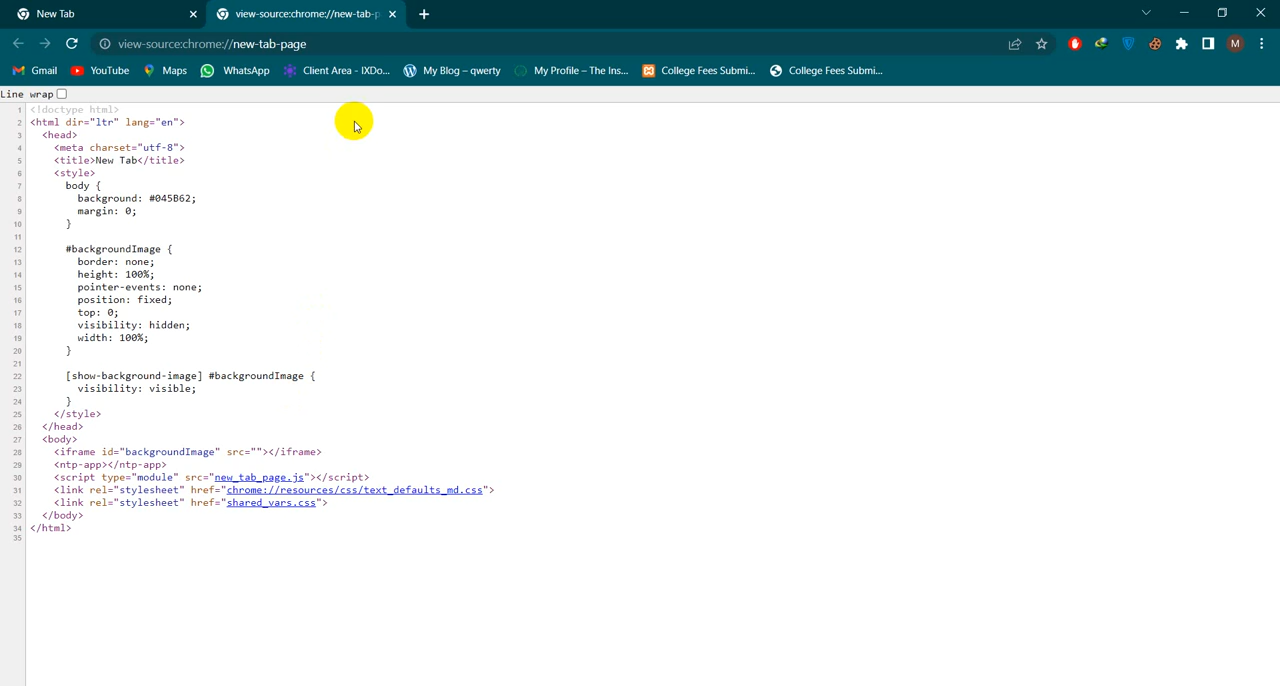 New Tab
view-source:chrome://new-tab-p
view-source:chrome://new-tab-page
M
Gmail
YouTube
Maps
WhatsApp
Client Area - IXDo...
My Blog – qwerty
My Profile – The Ins...
College Fees Submi...
College Fees Submi...
Line wrap
1 <!doctype html>
2 <html dir="ltr" lang="en">
3 <head>
4 <meta charset="utf-8">
5 <title>New Tab</title>
6 <style>
7 body {
8 background: #045B62;
9 margin: 0;
10 }
11
12 #backgroundImage {
13 border: none;
14 height: 100%;
15 pointer-events: none;
16 position: fixed;
17 top: 0;
18 visibility: hidden;
19 width: 100%;
20 }
21
22 [show-background-image] #backgroundImage {
23 visibility: visible;
24 }
25 </style>
26 </head>
27 <body>
28 <iframe id="backgroundImage" src=""></iframe>
29 <ntp-app></ntp-app>
30 <script type="module" src="new_tab_page.js"></script>
31 <link rel="stylesheet" href="chrome://resources/css/text_defaults_md.css">
32 <link rel="stylesheet" href="shared_vars.css">
33 </body>
34 </html>
35